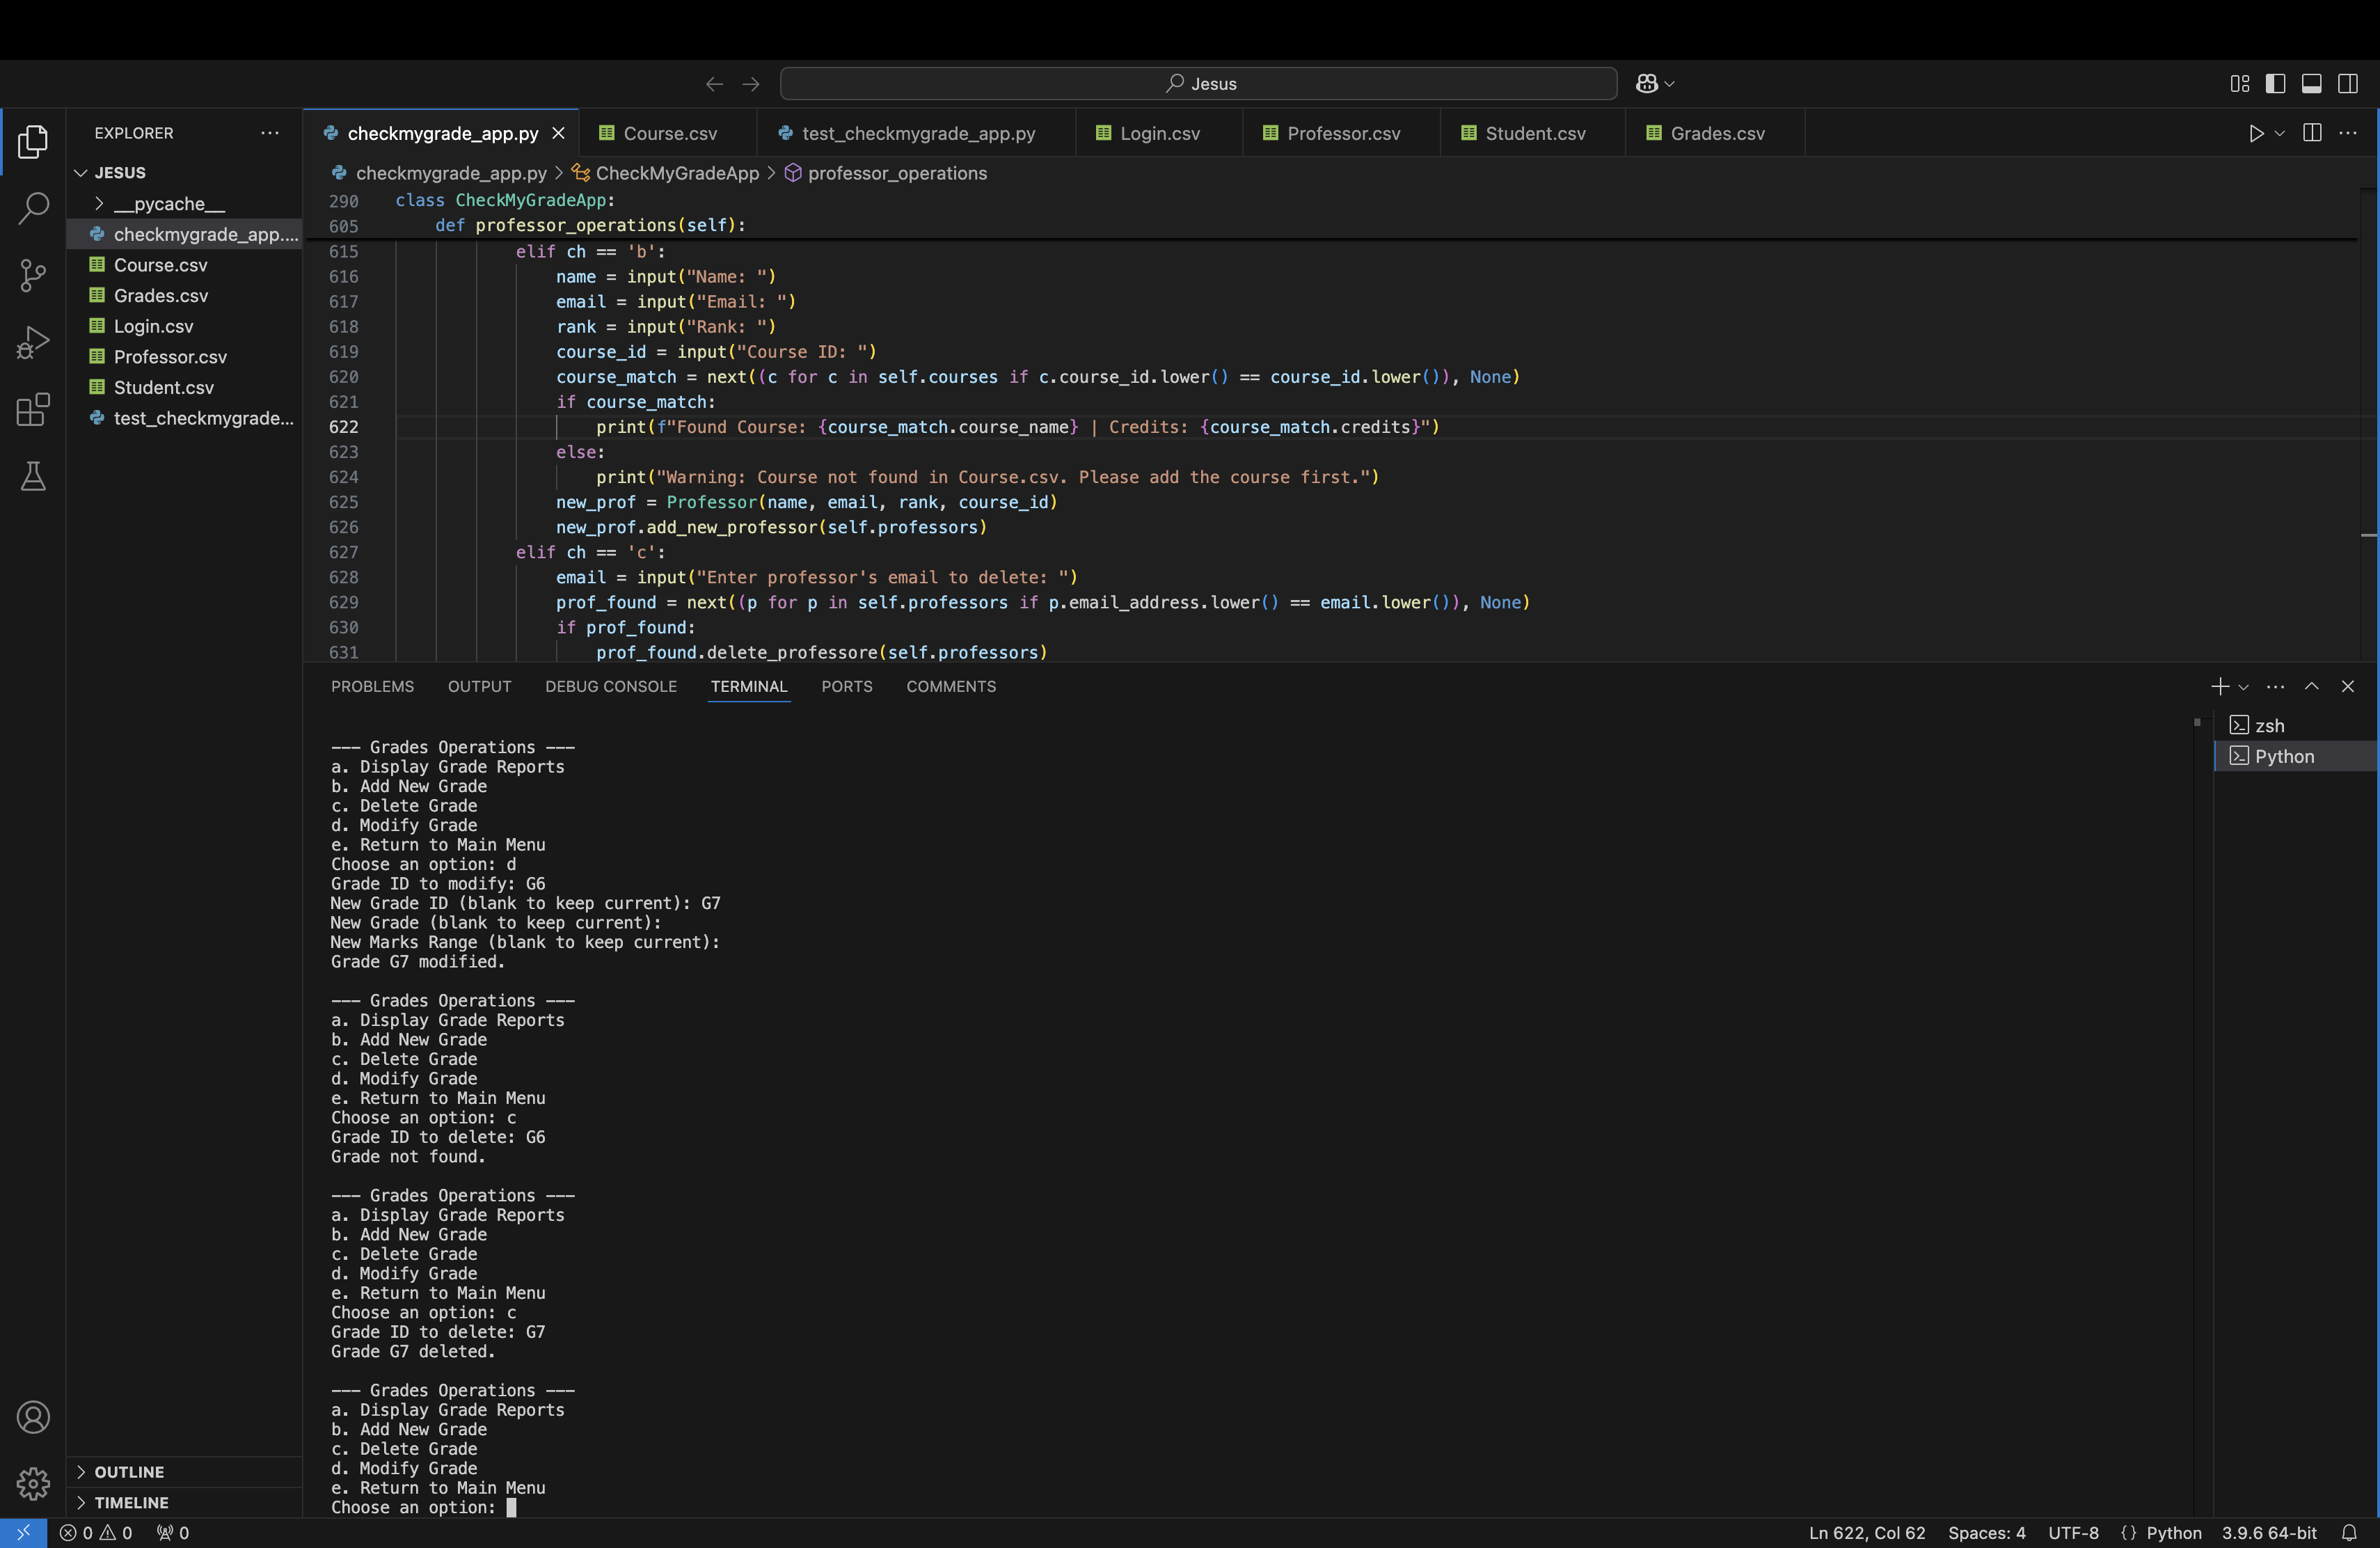 Jesus
EXPLORER
JESUS
__pycache__
checkmygrade_app....
Course.csv
Grades.csv
Login.csv
Professor.csv
Student.csv
test_checkmygrade...
OUTLINE
TIMELINE
checkmygrade_app.py
Course.csv
test_checkmygrade_app.py
Login.csv
Professor.csv
Student.csv
Grades.csv
checkmygrade_app.py > CheckMyGradeApp > professor_operations
290 class CheckMyGradeApp:
605 def professor_operations(self):
615 elif ch == 'b':
616 name = input("Name: ")
617 email = input("Email: ")
618 rank = input("Rank: ")
619 course_id = input("Course ID: ")
620 course_match = next((c for c in self.courses if c.course_id.lower() == course_id.lower()), None)
621 if course_match:
622 print(f"Found Course: {course_match.course_name} | Credits: {course_match.credits}")
623 else:
624 print("Warning: Course not found in Course.csv. Please add the course first.")
625 new_prof = Professor(name, email, rank, course_id)
626 new_prof.add_new_professor(self.professors)
627 elif ch == 'c':
628 email = input("Enter professor's email to delete: ")
629 prof_found = next((p for p in self.professors if p.email_address.lower() == email.lower()), None)
630 if prof_found:
631 prof_found.delete_professore(self.professors)
PROBLEMS OUTPUT DEBUG CONSOLE TERMINAL PORTS COMMENTS
zsh
Python
--- Grades Operations ---
a. Display Grade Reports
b. Add New Grade
c. Delete Grade
d. Modify Grade
e. Return to Main Menu
Choose an option: d
Grade ID to modify: G6
New Grade ID (blank to keep current): G7
New Grade (blank to keep current):
New Marks Range (blank to keep current):
Grade G7 modified.
--- Grades Operations ---
a. Display Grade Reports
b. Add New Grade
c. Delete Grade
d. Modify Grade
e. Return to Main Menu
Choose an option: c
Grade ID to delete: G6
Grade not found.
--- Grades Operations ---
a. Display Grade Reports
b. Add New Grade
c. Delete Grade
d. Modify Grade
e. Return to Main Menu
Choose an option: c
Grade ID to delete: G7
Grade G7 deleted.
--- Grades Operations ---
a. Display Grade Reports
b. Add New Grade
c. Delete Grade
d. Modify Grade
e. Return to Main Menu
Choose an option:
0 0 0 Ln 622, Col 62 Spaces: 4 UTF-8 {} Python 3.9.6 64-bit